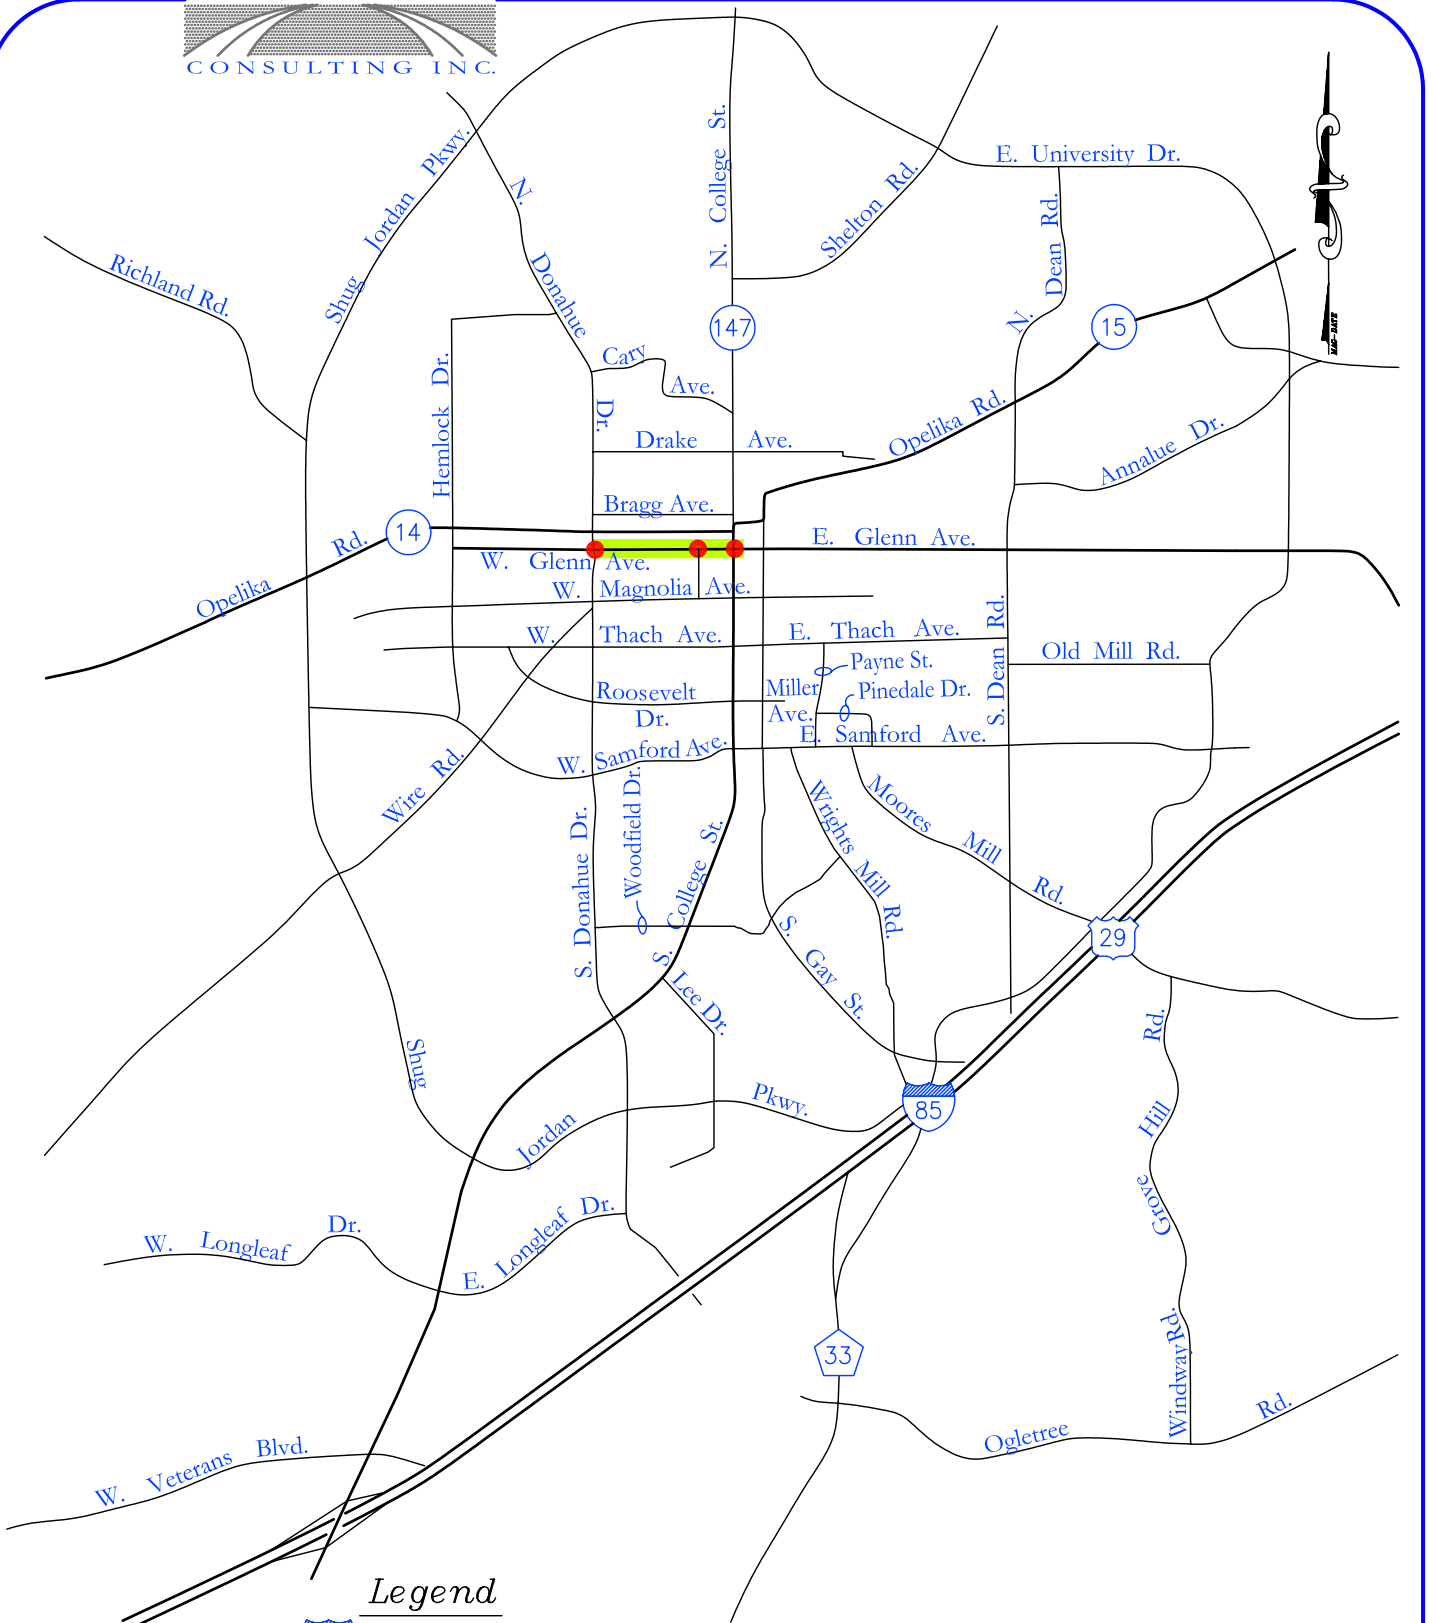 CONSULTING INC.
Shug Jordan Pkwy.
N. Donahue Dr.
N. College St.
Shelton Rd.
E. University Dr.
N. Dean Rd.
Richland Rd.
147
15
MAG-DATE
Cary Ave.
Hemlock Dr.
Drake Ave.
Opelika Rd.
Annalue Dr.
Bragg Ave.
14
Opelika Rd.
W. Glenn Ave.
E. Glenn Ave.
W. Magnolia Ave.
W. Thach Ave.
E. Thach Ave.
S. Dean Rd.
Old Mill Rd.
Payne St.
Miller Ave.
Pinedale Dr.
Roosevelt Dr.
W. Samford Ave.
E. Samford Ave.
Wire Rd.
S. Donahue Dr.
Woodfield Dr.
S. College St.
Wrights Mill Rd.
Moores Mill Rd.
29
S. Gay St.
Lee Dr.
Shug Jordan Pkwy.
85
Grove Hill Rd.
W. Longleaf Dr.
E. Longleaf Dr.
33
Windway Rd.
Ogletree Rd.
W. Veterans Blvd.
Legend